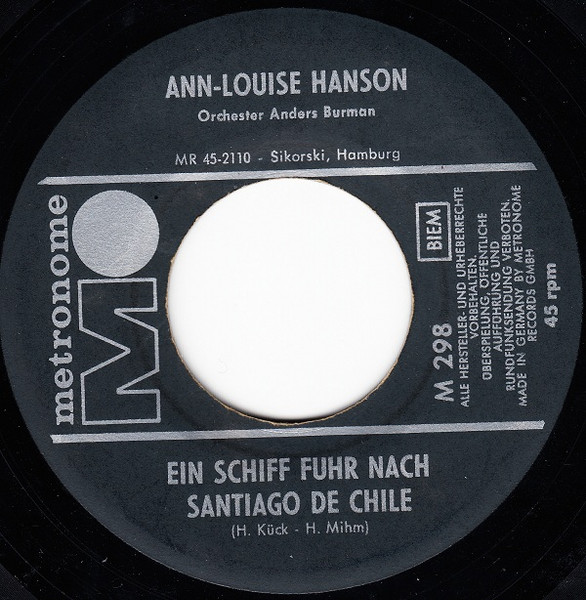 ANN-LOUISE HANSON
Orchester Anders Burman
MR 45-2110 - Sikorski, Hamburg
metronome
M
BIEM
M 298
ALLE HERSTELLER- UND URHEBERRECHTE
VORBEHALTEN.
ÜBERSPIELUNG, ÖFFENTLICHE
AUFFÜHRUNG UND
RUNDFUNKSENDUNG VERBOTEN.
MADE IN GERMANY BY METRONOME
RECORDS GMBH
45 rpm
EIN SCHIFF FUHR NACH
SANTIAGO DE CHILE
(H. Kück - H. Mihm)